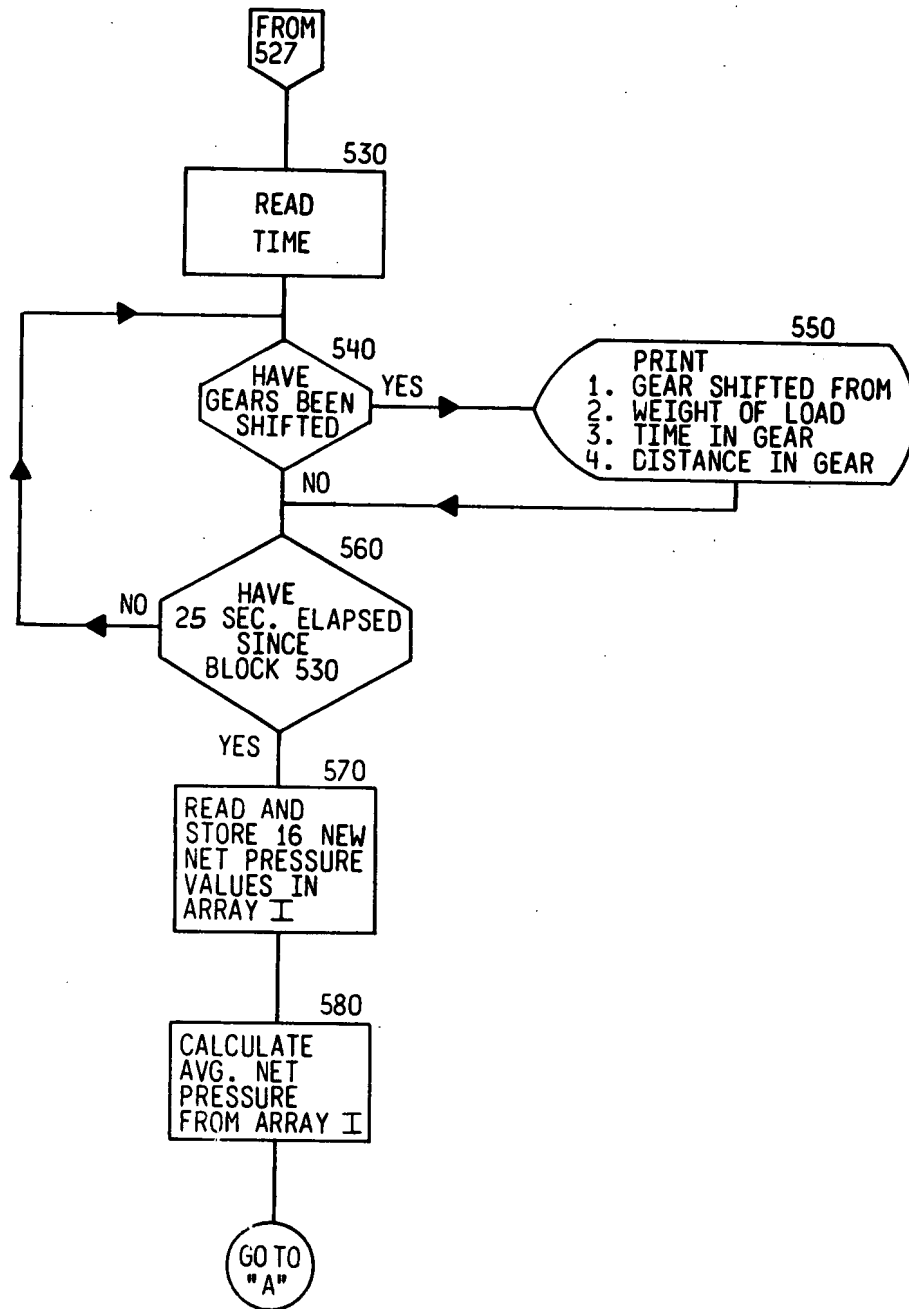 FROM
527
530
READ
TIME
540
HAVE
GEARS BEEN
SHIFTED
YES
550
PRINT
1. GEAR SHIFTED FROM
2. WEIGHT OF LOAD
3. TIME IN GEAR
4. DISTANCE IN GEAR
NO
560
HAVE
25 SEC. ELAPSED
SINCE
BLOCK 530
NO
YES
570
READ AND
STORE 16 NEW
NET PRESSURE
VALUES IN
ARRAY I
580
CALCULATE
AVG. NET
PRESSURE
FROM ARRAY I
GO TO
"A"